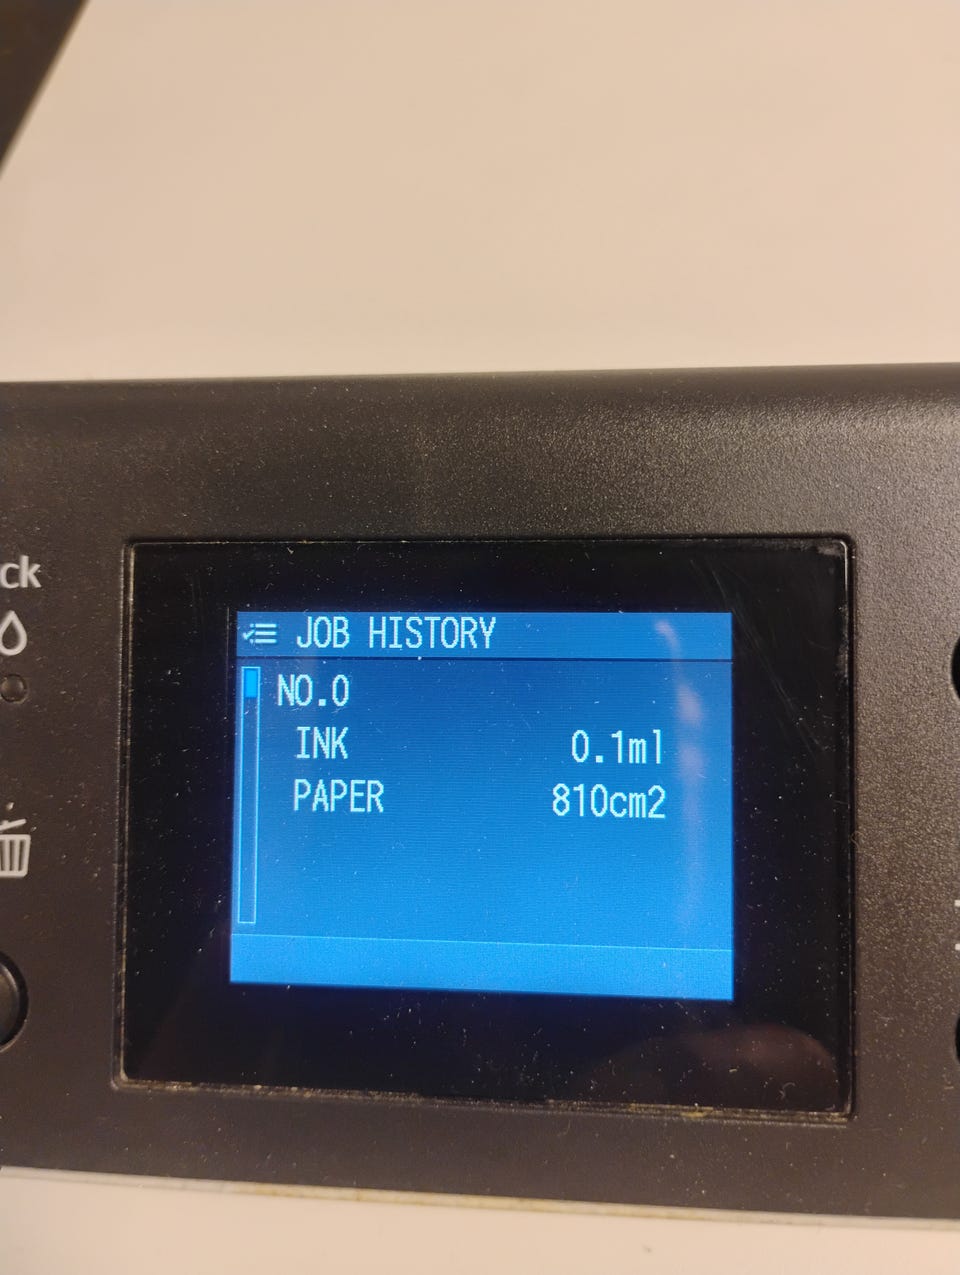 ck
JOB HISTORY
NO.0
INK 0.1ml
PAPER 810cm2